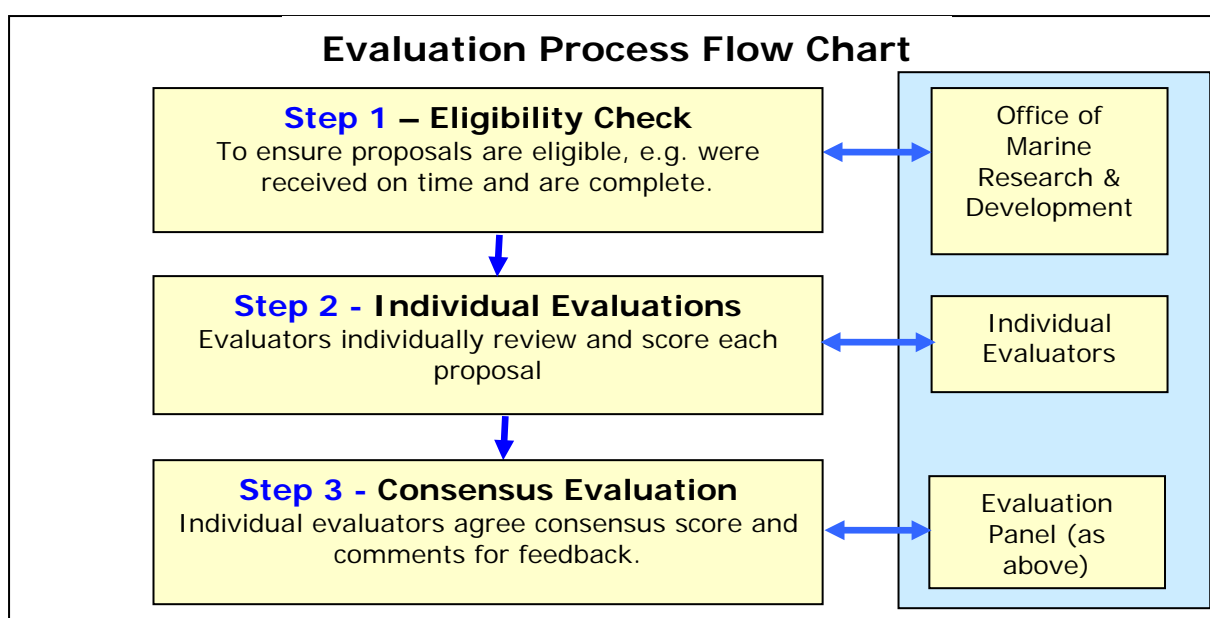 Evaluation Process Flow Chart
Step 1 – Eligibility Check
To ensure proposals are eligible, e.g. were
received on time and are complete.
Office of
Marine
Research &
Development
Step 2 - Individual Evaluations
Evaluators individually review and score each
proposal
Individual
Evaluators
Step 3 - Consensus Evaluation
Individual evaluators agree consensus score and
comments for feedback.
Evaluation
Panel (as
above)